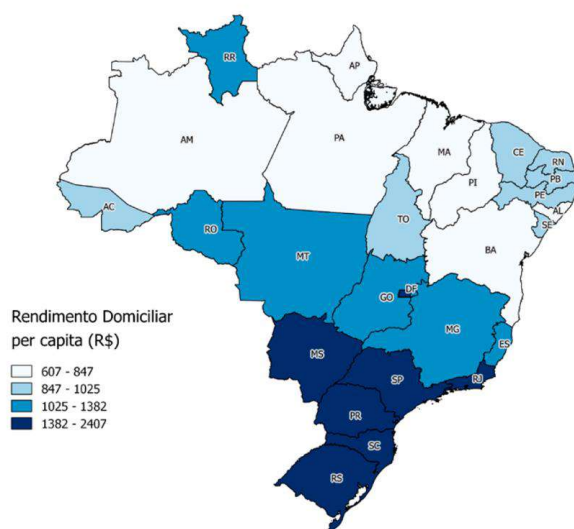 RR
AP
AM
PA
MA
CE
RN
PB
PE
PI
AL
SE
AC
TO
RO
BA
MT
DF
GO
MG
ES
MS
SP
RJ
PR
SC
RS
Rendimento Domiciliar
per capita (R$)
607 - 847
847 - 1025
1025 - 1382
1382 - 2407